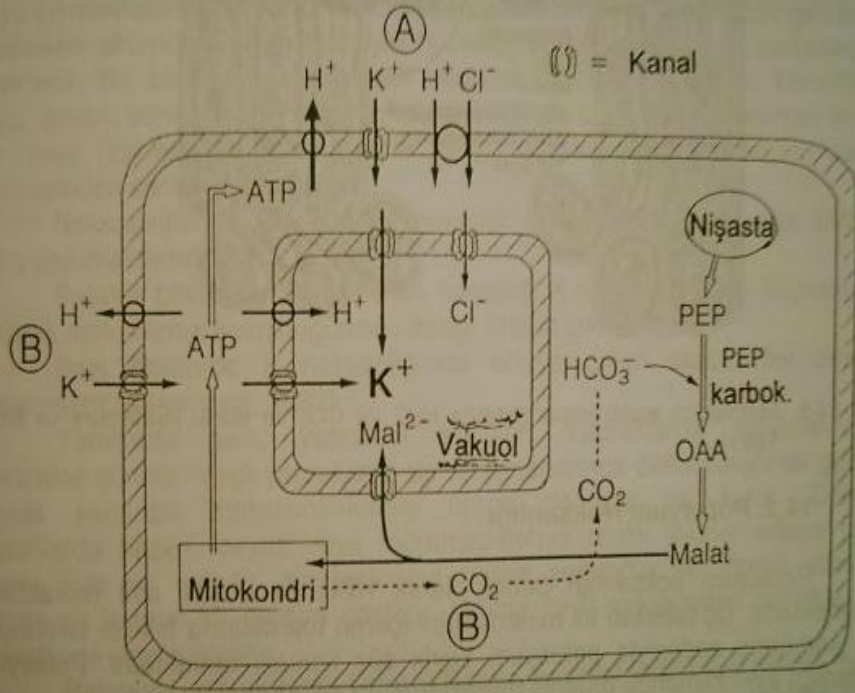 A
H⁺ K⁺ H⁺ Cl⁻
= Kanal
ATP
Nişasta
H⁺
H⁺
Cl⁻
PEP
B
ATP
K⁺
K⁺
HCO₃⁻
PEP
karbok.
Mal²⁻
Vakuol
OAA
CO₂
Malat
Mitokondri
CO₂
B